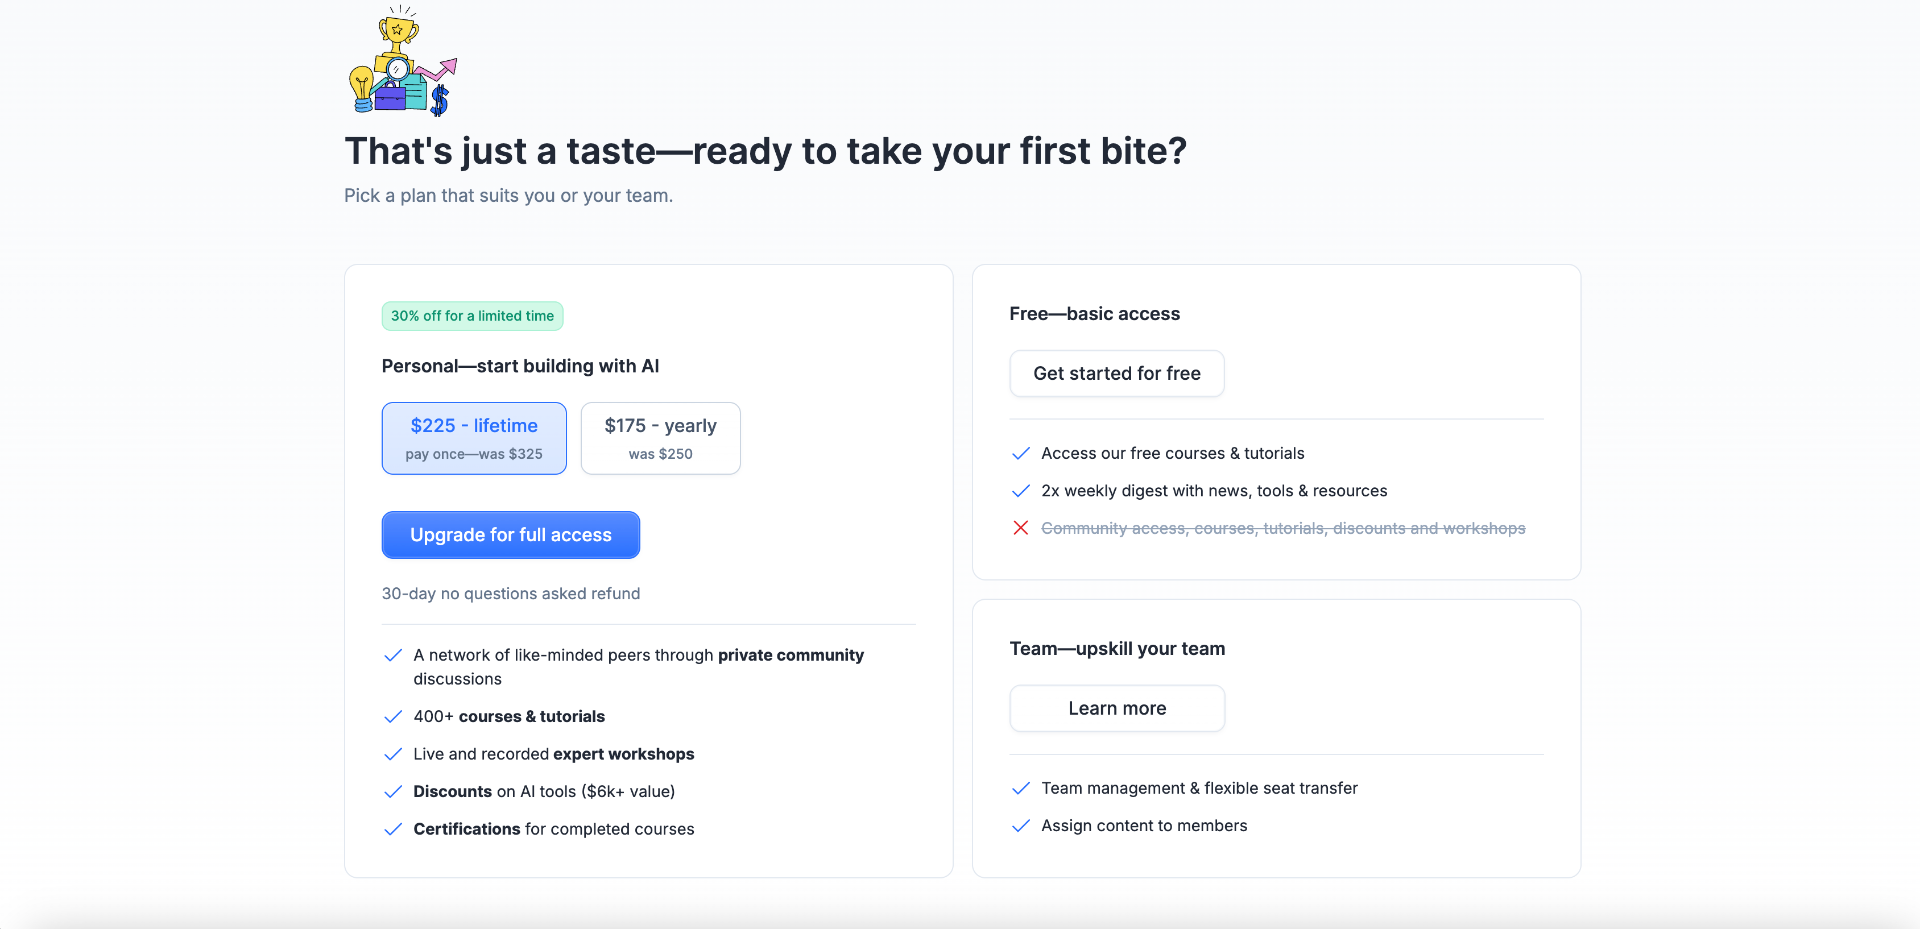 That's just a taste—ready to take your first bite?
Pick a plan that suits you or your team.
30% off for a limited time
Personal—start building with AI
$225 - lifetime
pay once—was $325
$175 - yearly
was $250
Upgrade for full access
30-day no questions asked refund
A network of like-minded peers through private community
discussions
400+ courses & tutorials
Live and recorded expert workshops
Discounts on AI tools ($6k+ value)
Certifications for completed courses
Free—basic access
Get started for free
Access our free courses & tutorials
2x weekly digest with news, tools & resources
Community access, courses, tutorials, discounts and workshops
Team—upskill your team
Learn more
Team management & flexible seat transfer
Assign content to members